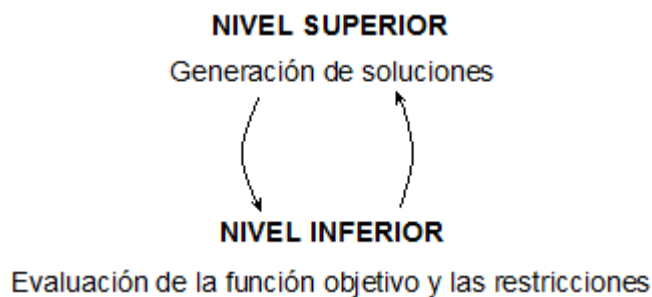 NIVEL SUPERIOR
Generación de soluciones
NIVEL INFERIOR
Evaluación de la función objetivo y las restricciones